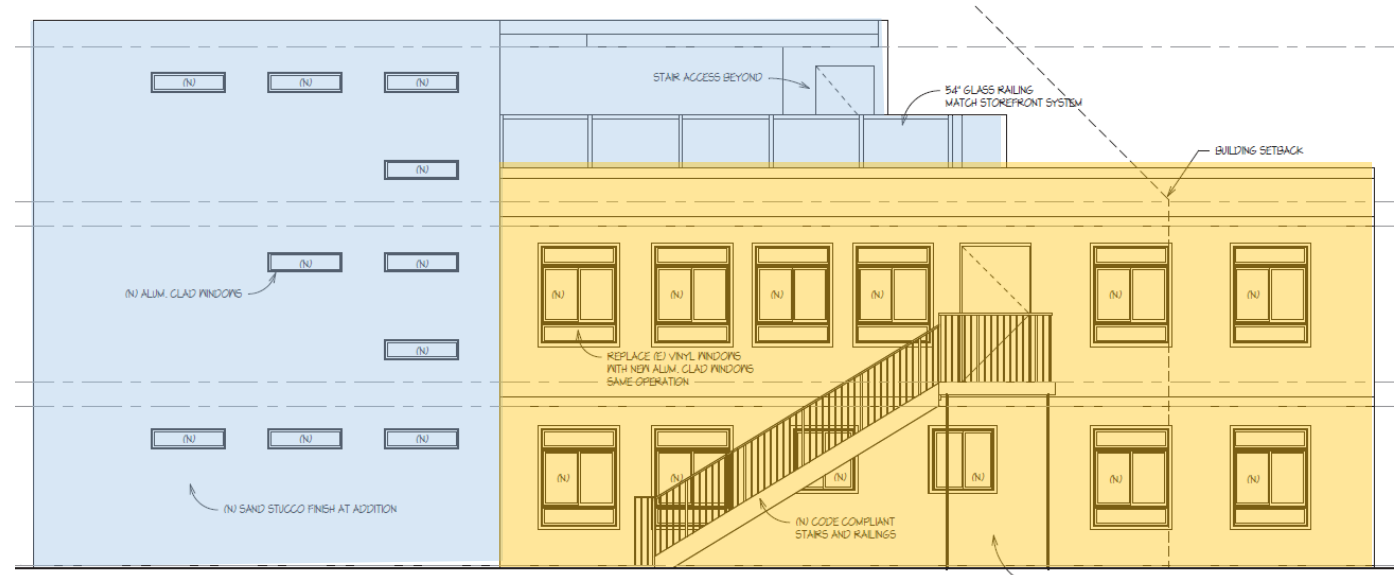 (N) (N) (N)
STAIR ACCESS BEYOND
54" GLASS RAILING
MATCH STOREFRONT SYSTEM
BUILDING SETBACK
(N)
(N) (N)
(N) ALUM. CLAD WINDOWS
(N) (N) (N) (N) (N) (N)
(N)
REPLACE (E) VINYL WINDOWS
WITH NEW ALUM. CLAD WINDOWS
SAME OPERATION
(N) (N) (N)
(N) (N) (N) (N) (N) (N)
(N) SAND STUCCO FINISH AT ADDITION
(N) CODE COMPLIANT
STAIRS AND RAILINGS